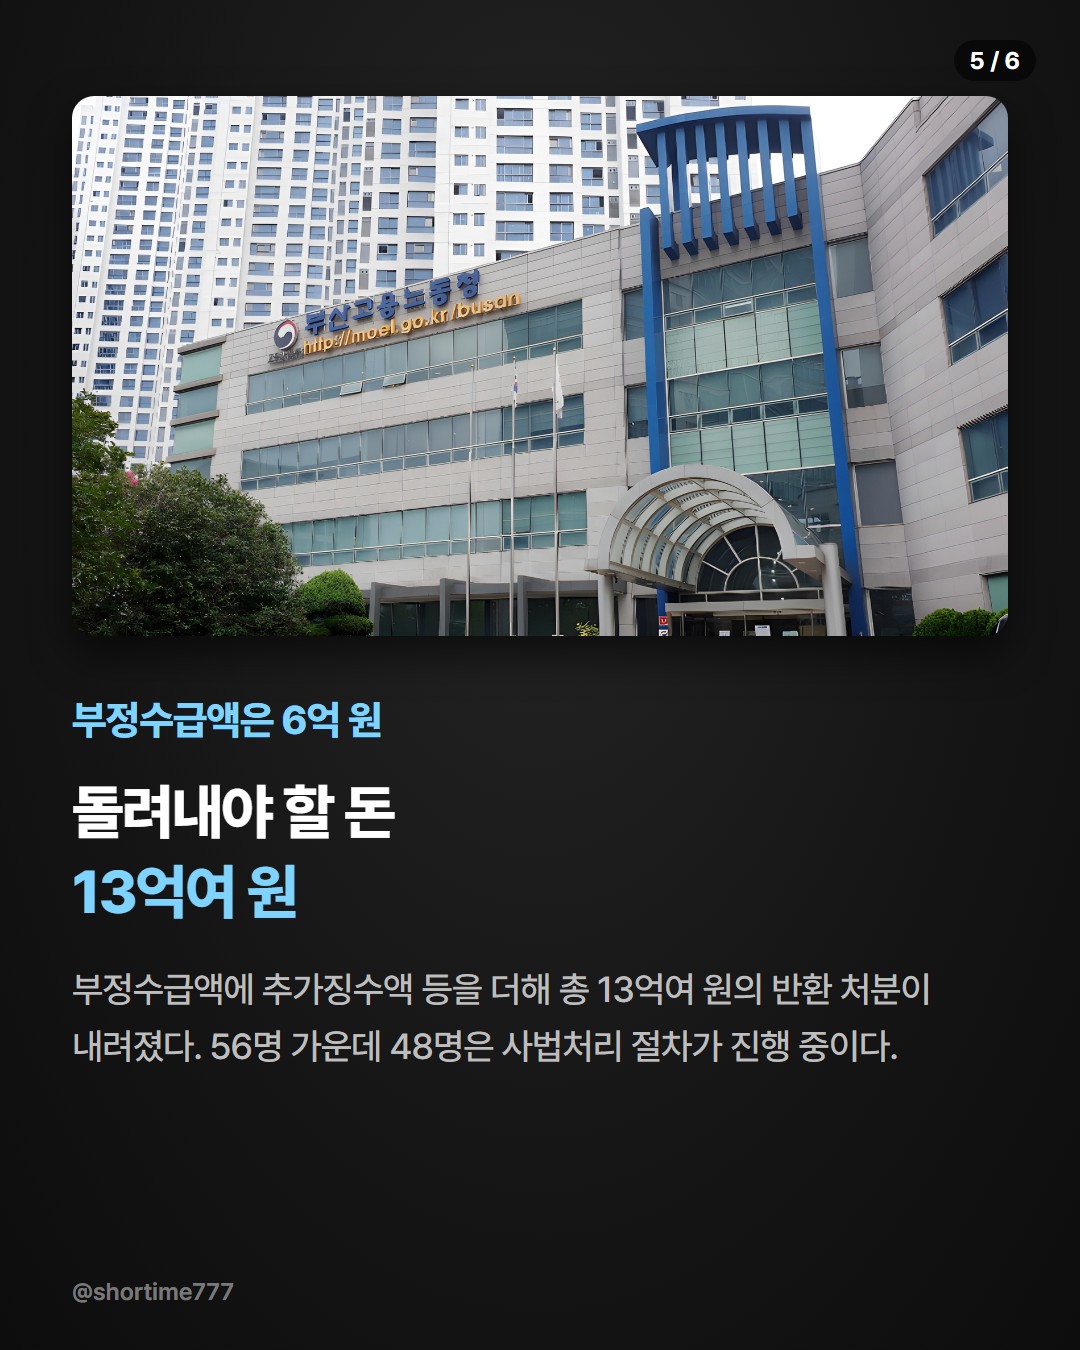 5 / 6
부산고용노동청
http://moel.go.kr/busan
부정수급액은 6억 원
돌려내야 할 돈
13억여 원
부정수급액에 추가징수액 등을 더해 총 13억여 원의 반환 처분이
내려졌다. 56명 가운데 48명은 사법처리 절차가 진행 중이다.
@shortime777